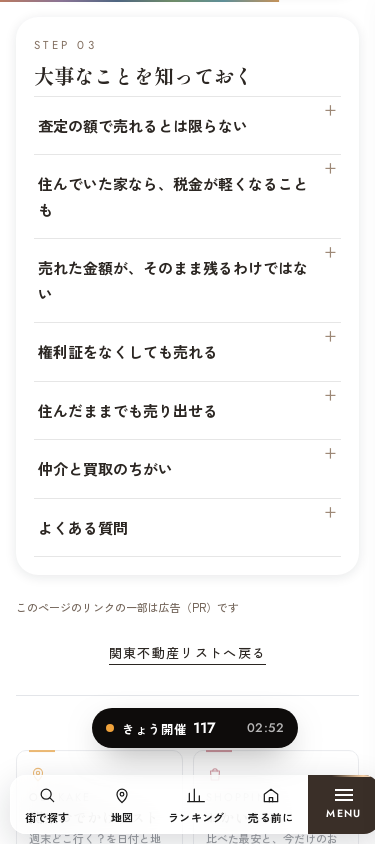 STEP 03
大事なことを知っておく
査定の額で売れるとは限らない
住んでいた家なら、税金が軽くなること
も
売れた金額が、そのまま残るわけではな
い
権利証をなくしても売れる
住んだままでも売り出せる
仲介と買取のちがい
よくある質問
このページのリンクの一部は広告（PR）です
関東不動産リストへ戻る
きょう開催 117 02:52
街で探す 地図 ランキング 売る前に MENU
週末どこ行く？を日付と地 比べた最安と、今だけのお